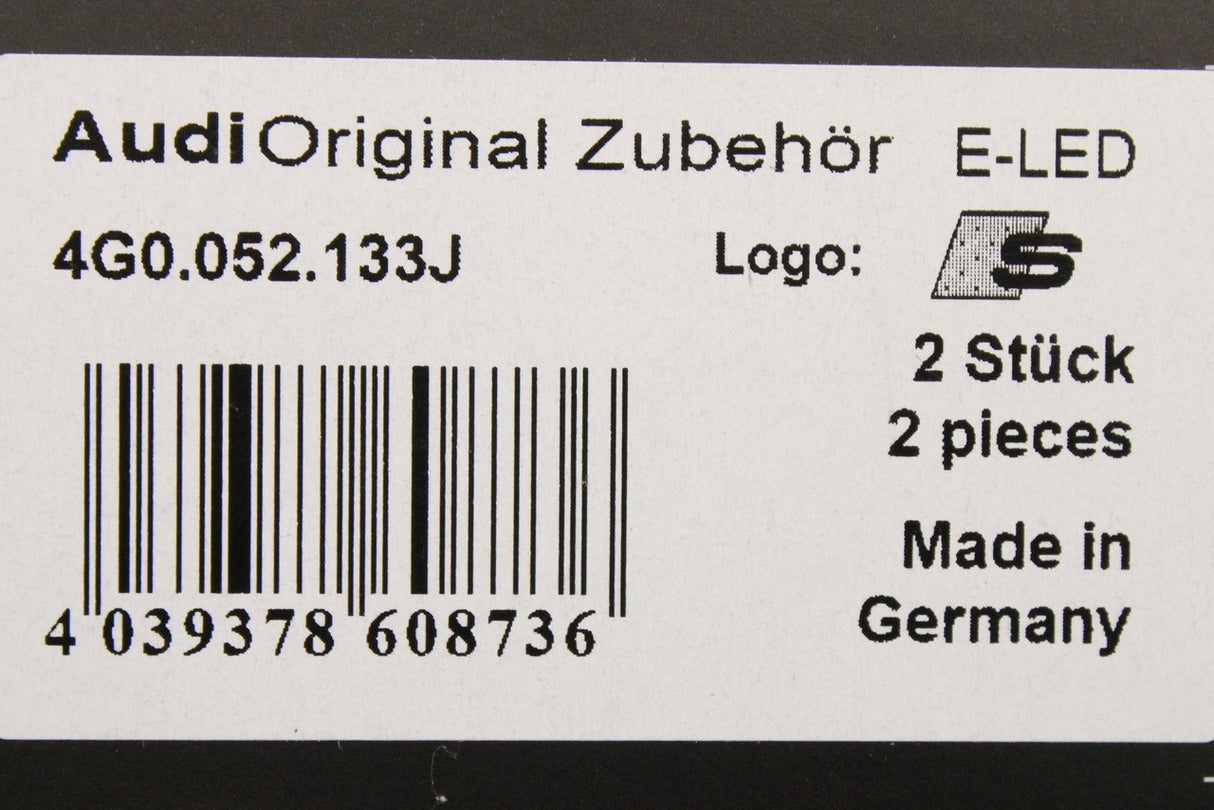 Audi Original Zubehör E-LED
4G0.052.133J Logo: S
2 Stück
2 pieces
Made in
Germany
4 039378 608736